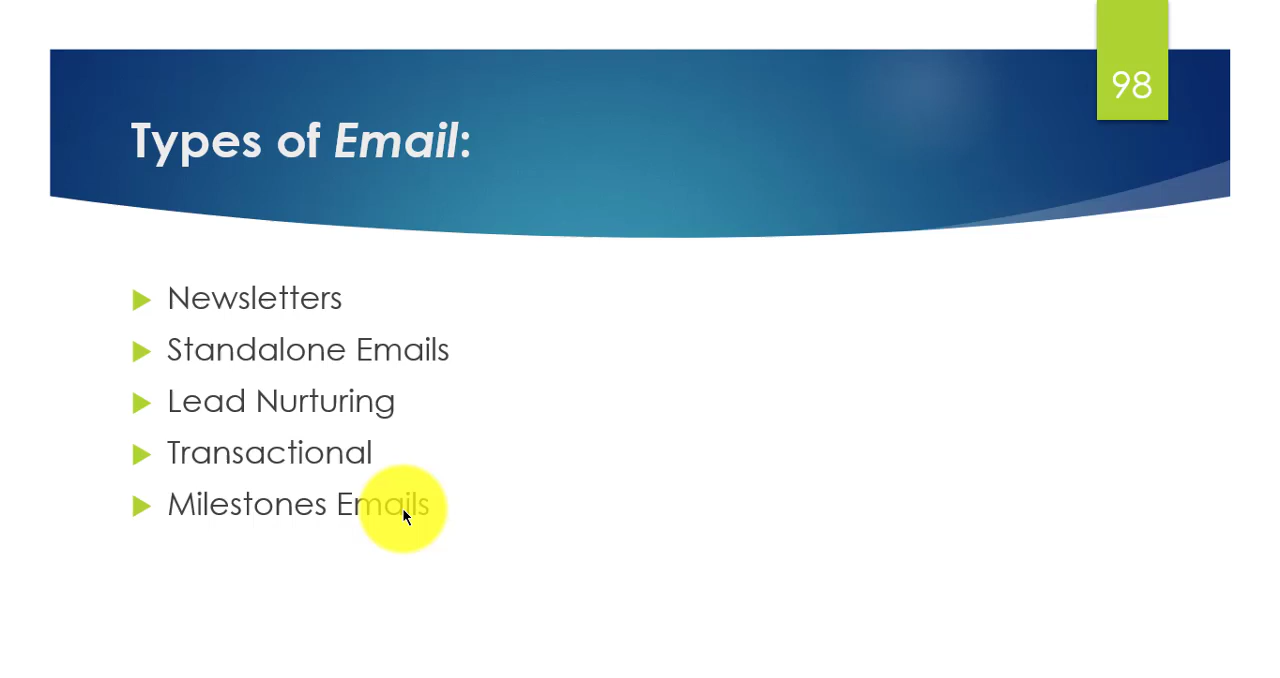 98
Types of Email:
Newsletters
Standalone Emails
Lead Nurturing
Transactional
Milestones Emails